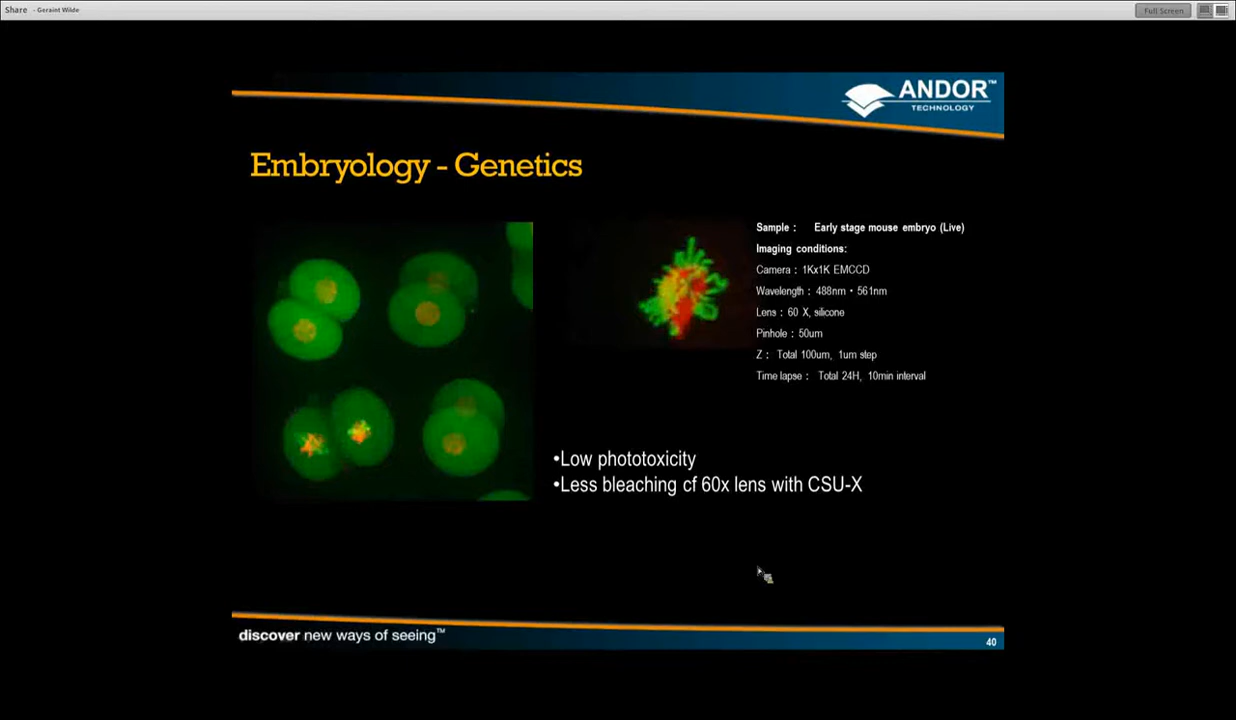 Share - Geraint Wilde
Full Screen
ANDOR™
TECHNOLOGY
Embryology - Genetics
Sample : Early stage mouse embryo (Live)
Imaging conditions:
Camera : 1Kx1K EMCCD
Wavelength : 488nm・561nm
Lens : 60 X, silicone
Pinhole : 50um
Z : Total 100um, 1um step
Time lapse : Total 24H, 10min interval
•Low phototoxicity
•Less bleaching cf 60x lens with CSU-X
discover new ways of seeing™
40